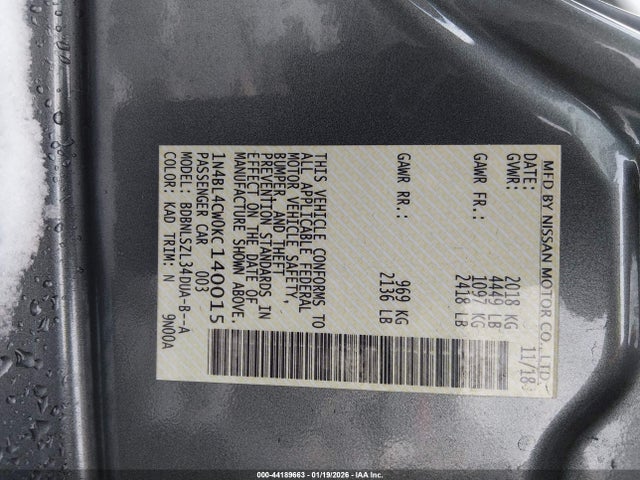 MFD BY NISSAN MOTOR CO., LTD.
DATE: 11/18
GVWR: 2018 KG
4449 LB
GAWR FR.: 1097 KG
2418 LB
GAWR RR.: 969 KG
2136 LB
THIS VEHICLE CONFORMS TO
ALL APPLICABLE FEDERAL
MOTOR VEHICLE SAFETY,
BUMPER, AND THEFT
PREVENTION STANDARDS IN
EFFECT ON THE DATE OF
MANUFACTURE SHOWN ABOVE.
1N4BL4CW0KC140015
PASSENGER CAR 003
MODEL: BDBNLSZL34DUA-B--A
COLOR: KAD TRIM: N 9N00A
000-44189663 - 01/19/2026 - IAA Inc.